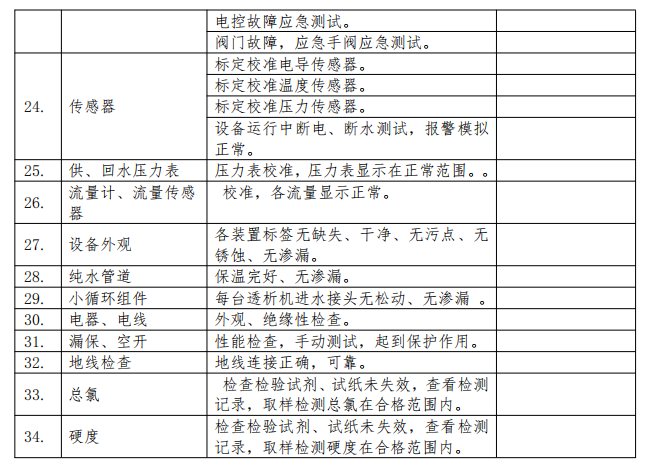 电控故障应急测试。
阀门故障，应急手阀应急测试。
24. 传感器
标定校准电导传感器。
标定校准温度传感器。
标定校准压力传感器。
设备运行中断电、断水测试，报警模拟
正常。
25. 供、回水压力表 压力表校准，压力表显示在正常范围。。
26. 流量计、流量传感
器
校准，各流量显示正常。
27. 设备外观
各装置标签无缺失、干净、无污点、无
锈蚀、无渗漏。
28. 纯水管道 保温完好、无渗漏。
29. 小循环组件 每台透析机进水接头无松动、无渗漏 。
30. 电器、电线 外观、绝缘性检查。
31. 漏保、空开 性能检查，手动测试，起到保护作用。
32. 地线检查 地线连接正确，可靠。
33. 总氯
检查检验试剂、试纸未失效，查看检测
记录，取样检测总氯在合格范围内。
34. 硬度
检查检验试剂、试纸未失效，查看检测
记录，取样检测硬度在合格范围内。